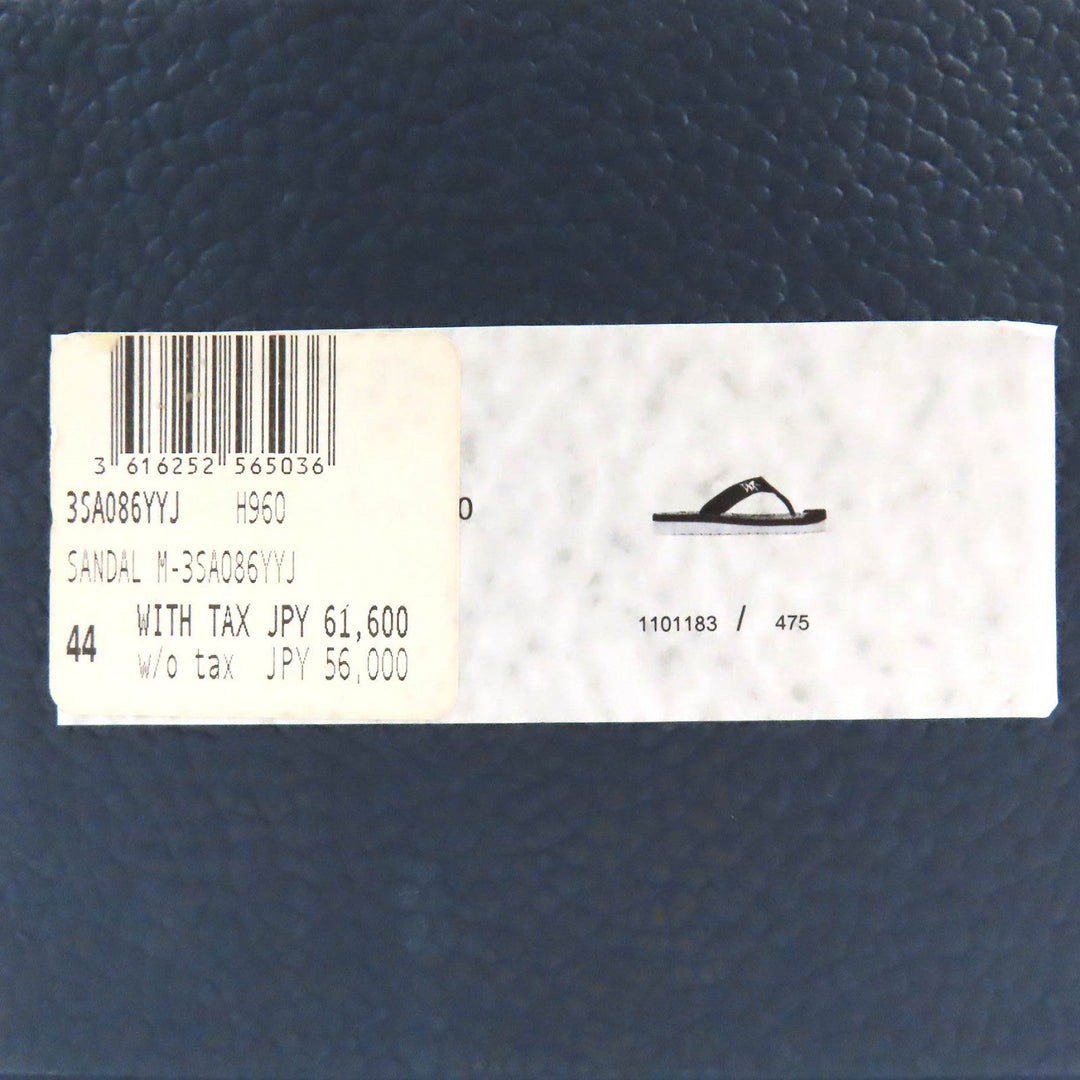 3 616252 565036
3SA086YYJ H960
0
SANDAL M-3SA086YYJ
44
WITH TAX JPY 61,600
w/o tax JPY 56,000
1101183 / 475